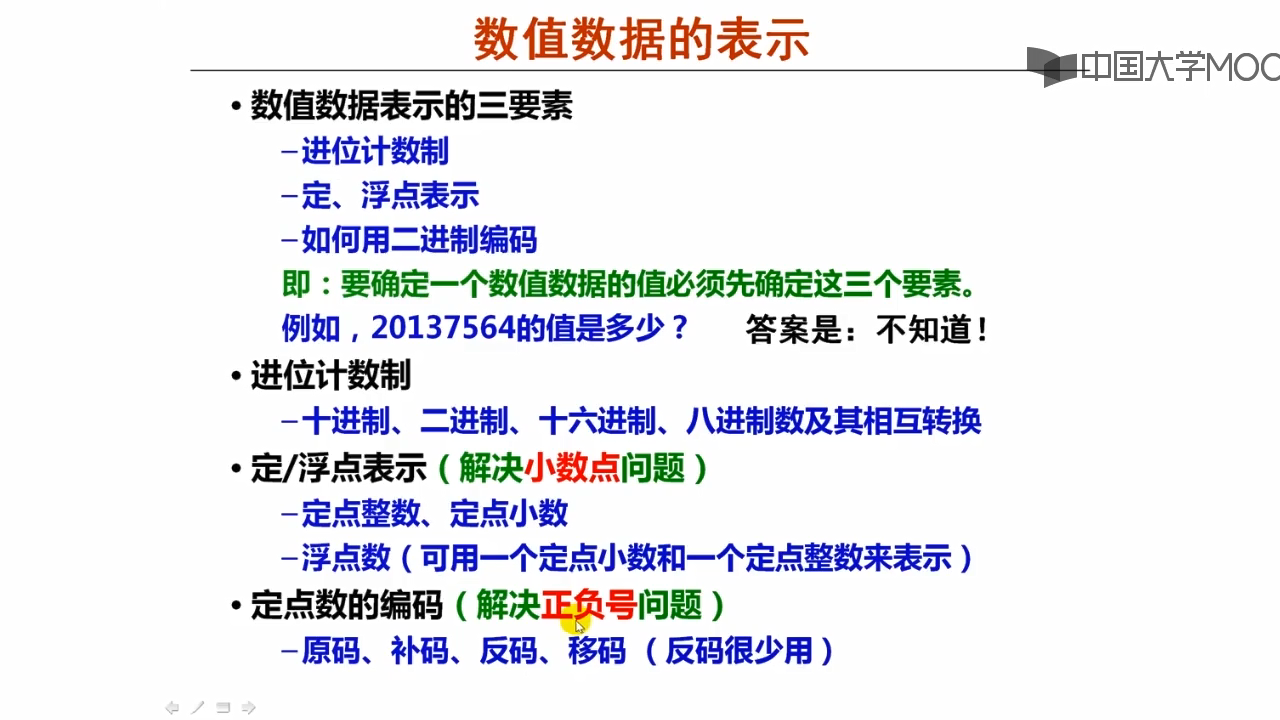 数值数据的表示
中国大学MOO
• 数值数据表示的三要素
–进位计数制
–定、浮点表示
–如何用二进制编码
即：要确定一个数值数据的值必须先确定这三个要素。
例如，20137564的值是多少？ 答案是：不知道！
• 进位计数制
–十进制、二进制、十六进制、八进制数及其相互转换
• 定/浮点表示（解决小数点问题）
–定点整数、定点小数
–浮点数（可用一个定点小数和一个定点整数来表示）
• 定点数的编码（解决正负号问题）
–原码、补码、反码、移码 （反码很少用）